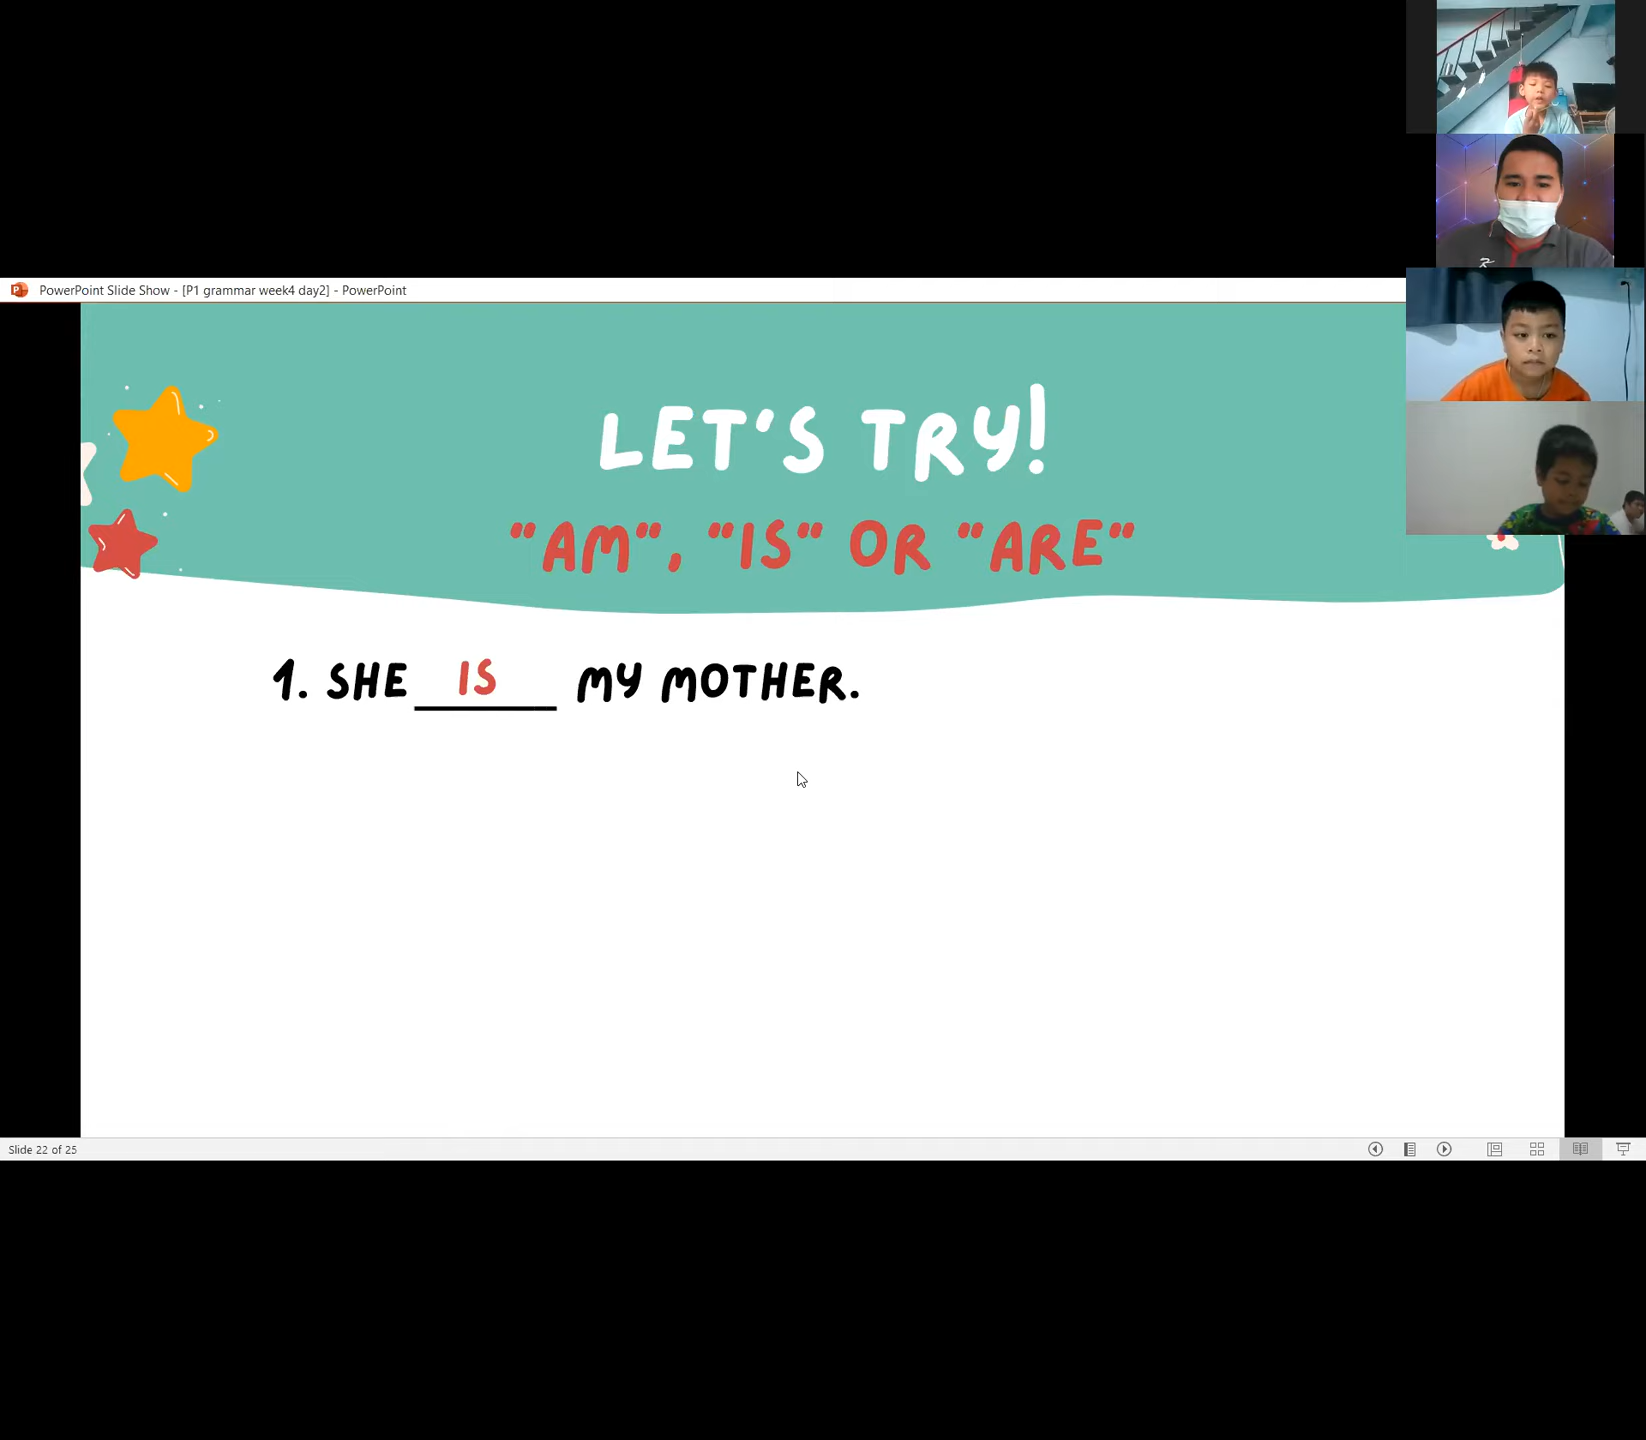 PowerPoint Slide Show - [P1 grammar week4 day2] - PowerPoint
LET'S TRY!
"AM", "IS" OR "ARE"
1. SHE IS MY MOTHER.
Slide 22 of 25